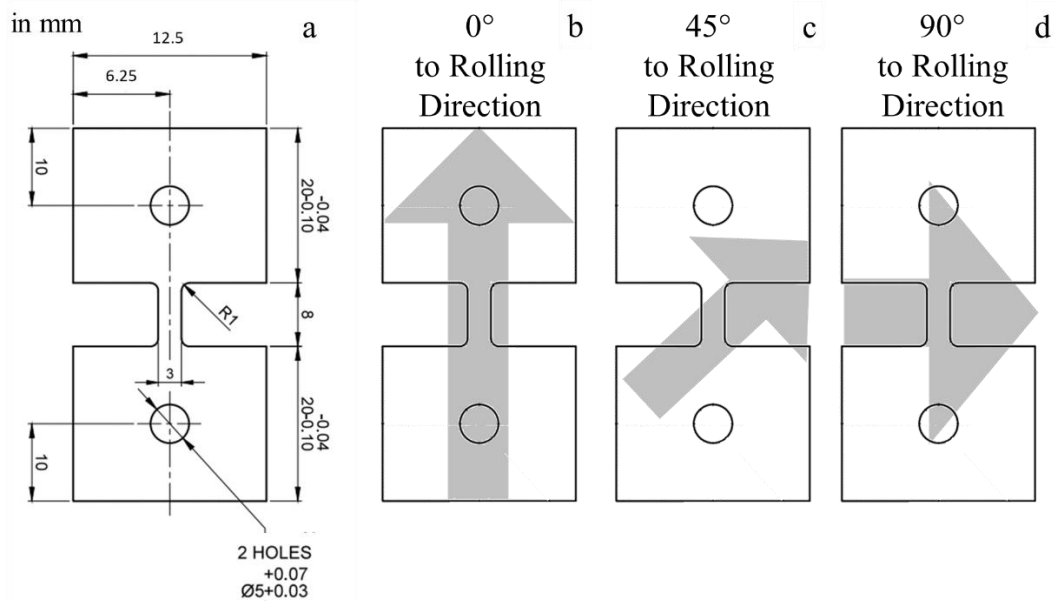 in mm
a
12.5
6.25
10
20-0.04
-0.10
R1
8
3
20-0.04
-0.10
10
2 HOLES
+0.07
Ø5+0.03
0°
b
to Rolling
Direction
45°
c
to Rolling
Direction
90°
d
to Rolling
Direction